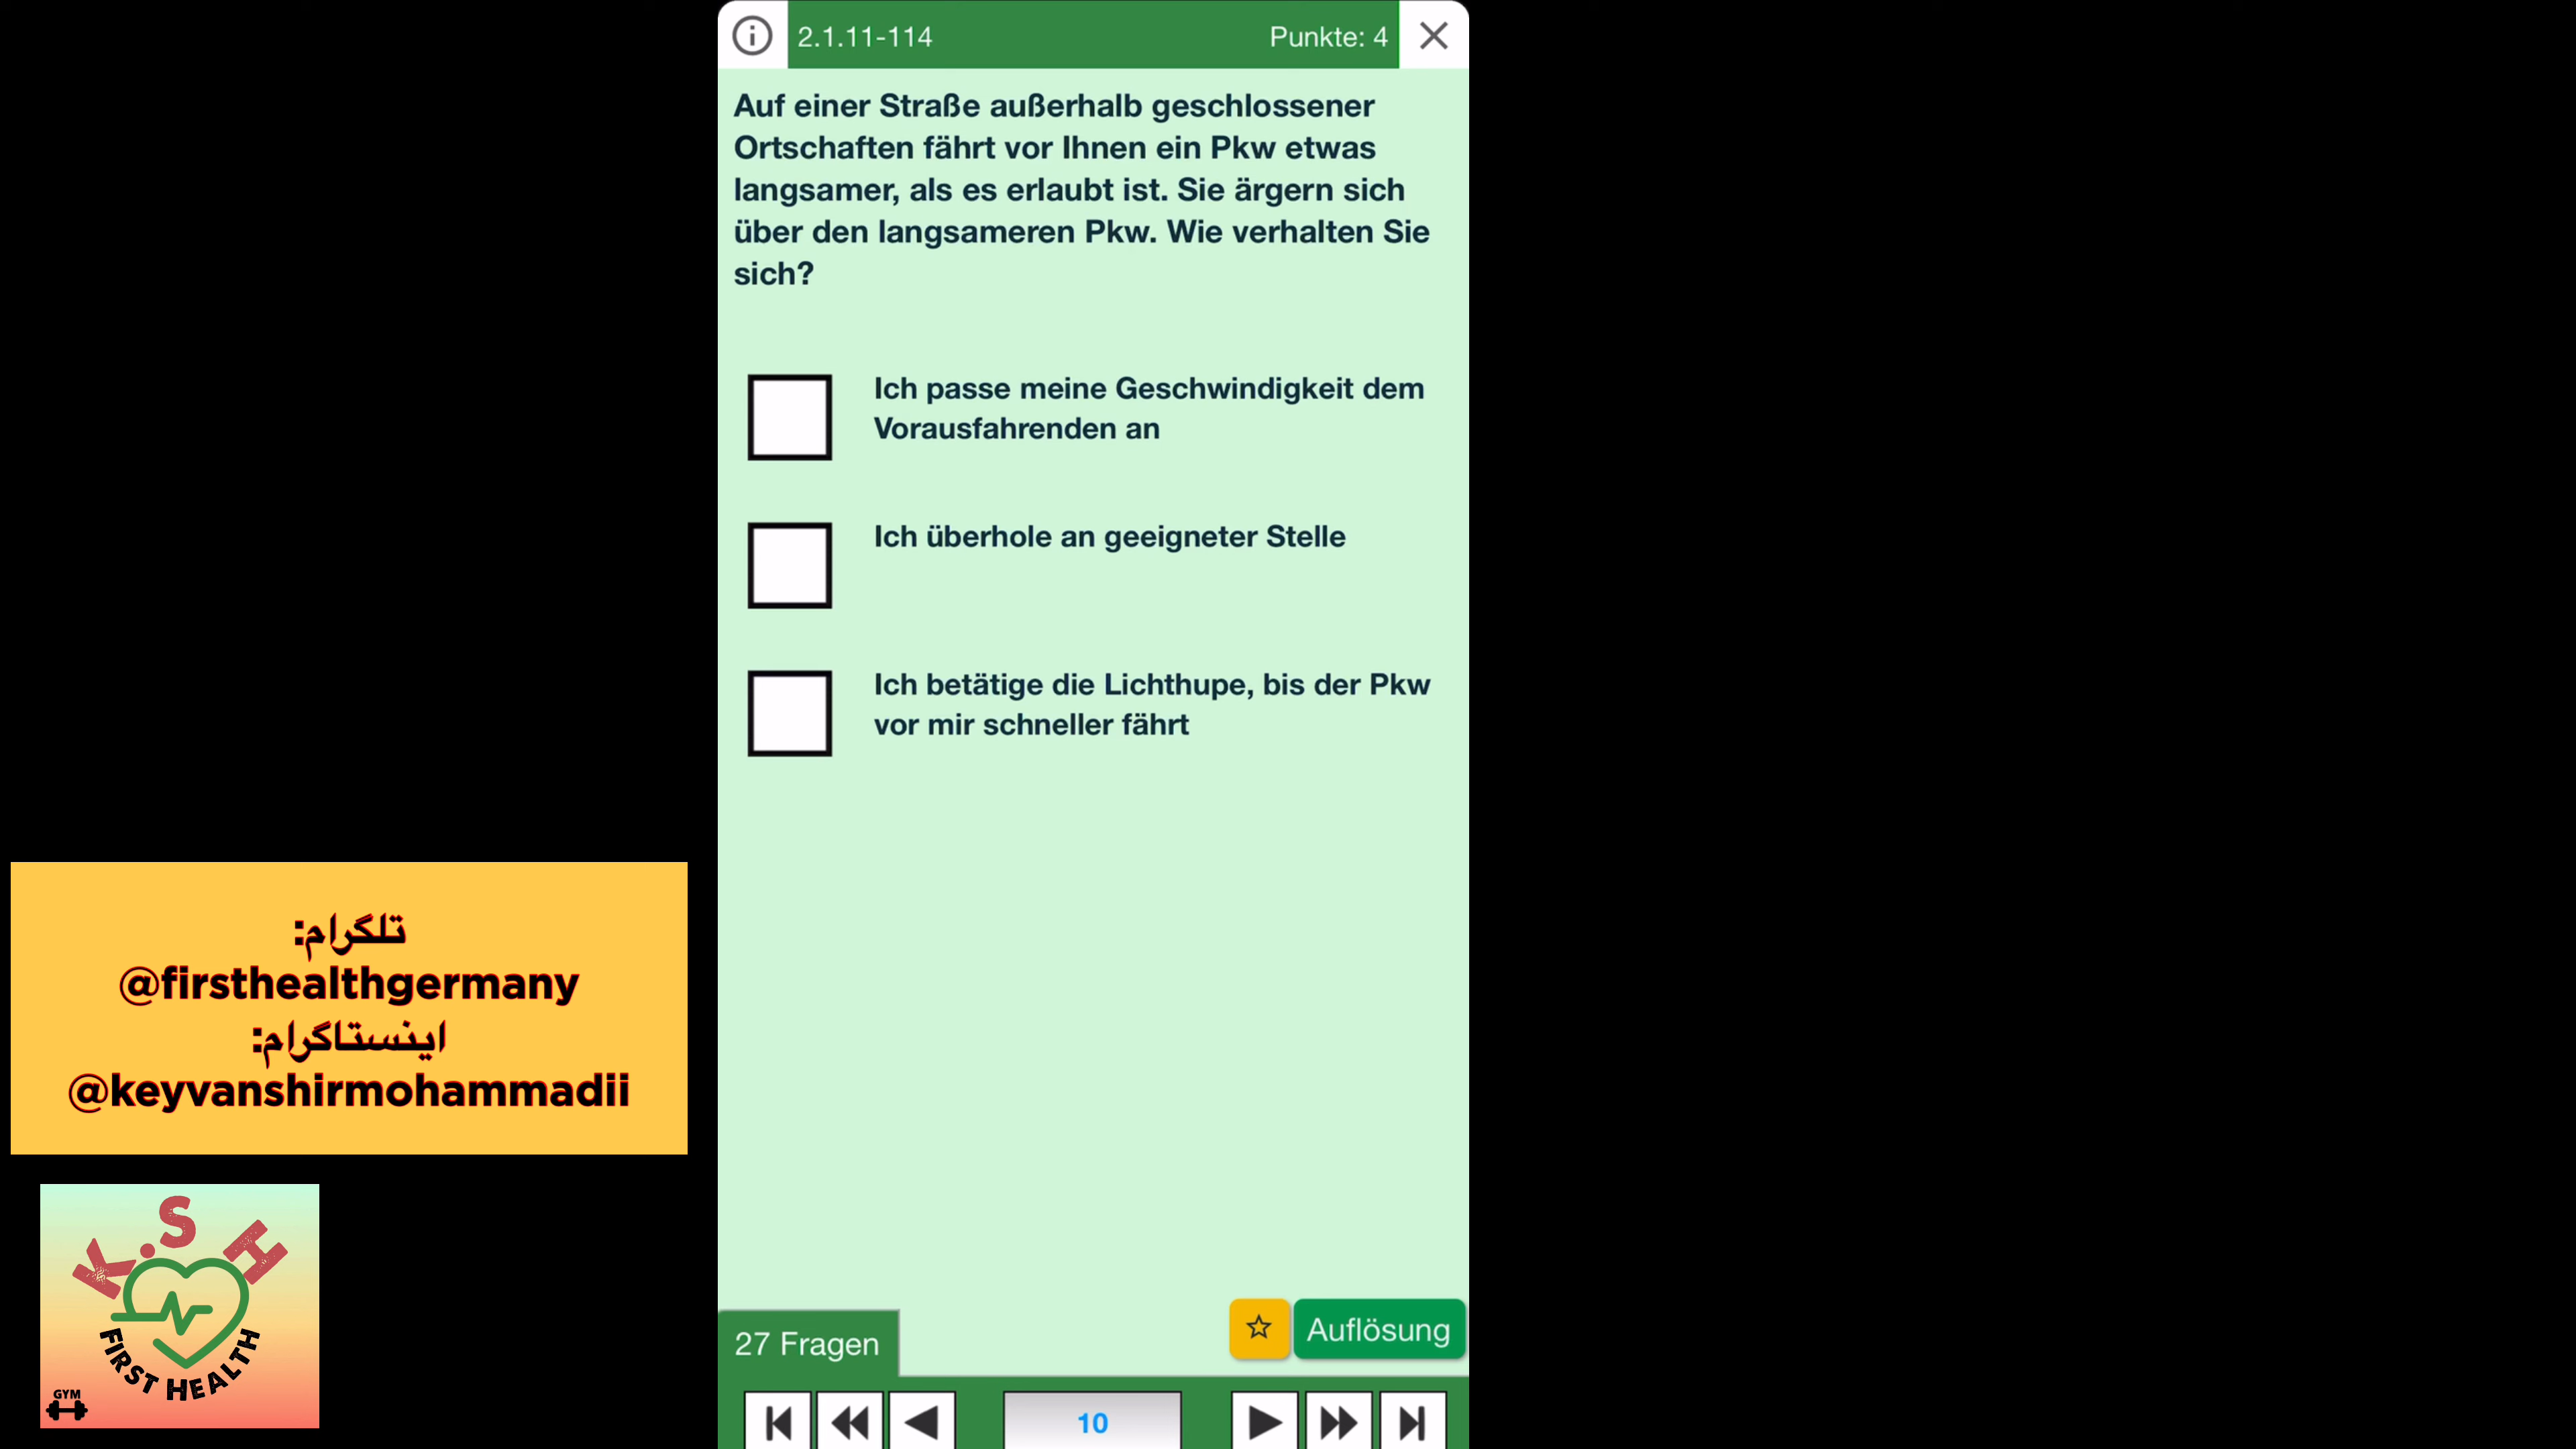 2.1.11-114
Punkte: 4
Auf einer Straße außerhalb geschlossener
Ortschaften fährt vor Ihnen ein Pkw etwas
langsamer, als es erlaubt ist. Sie ärgern sich
über den langsameren Pkw. Wie verhalten Sie
sich?
Ich passe meine Geschwindigkeit dem
Vorausfahrenden an
Ich überhole an geeigneter Stelle
Ich betätige die Lichthupe, bis der Pkw
vor mir schneller fährt
تلگرام:
@firsthealthgermany
اینستاگرام:
@keyvanshirmohammadii
K.SH
FIRST HEALTH
GYM
27 Fragen
Auflösung
10